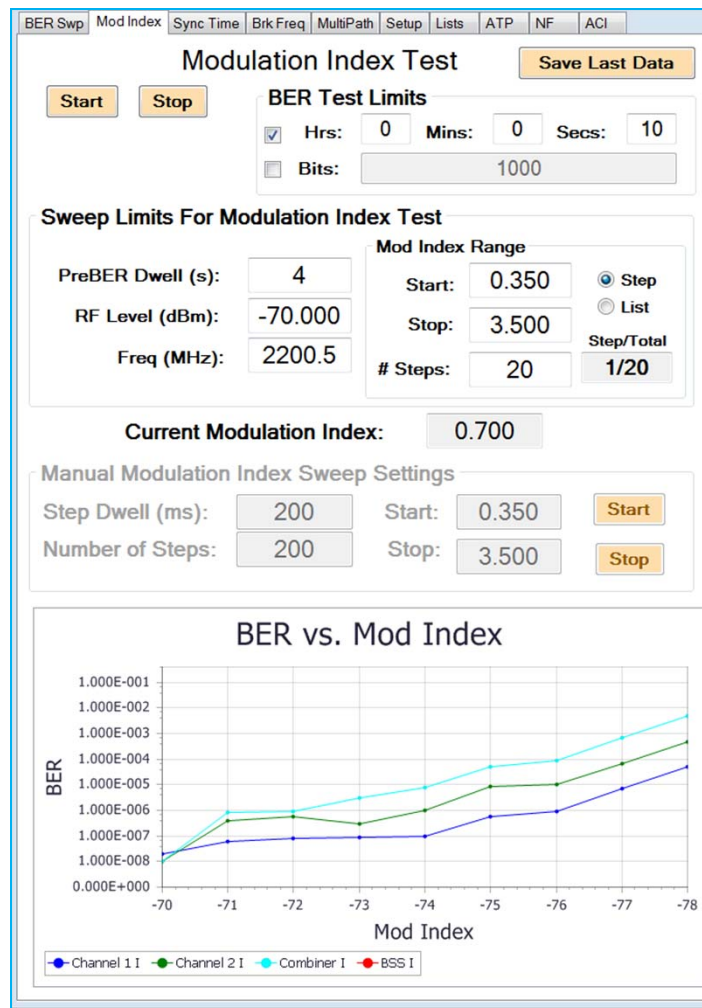 BER Swp Mod Index Sync Time Brk Freq MultiPath Setup Lists ATP NF ACI
Modulation Index Test Save Last Data
Start Stop BER Test Limits
Hrs: 0 Mins: 0 Secs: 10
Bits: 1000
Sweep Limits For Modulation Index Test
Mod Index Range
PreBER Dwell (s): 4 Start: 0.350 Step
RF Level (dBm): -70.000 Stop: 3.500 List
Freq (MHz): 2200.5 # Steps: 20 Step/Total
1/20
Current Modulation Index: 0.700
Manual Modulation Index Sweep Settings
Step Dwell (ms): 200 Start: 0.350 Start
Number of Steps: 200 Stop: 3.500 Stop
BER vs. Mod Index
BER
1.000E-001
1.000E-002
1.000E-003
1.000E-004
1.000E-005
1.000E-006
1.000E-007
1.000E-008
0.000E+000
-70 -71 -72 -73 -74 -75 -76 -77 -78
Mod Index
Channel 1 I Channel 2 I Combiner I BSS I